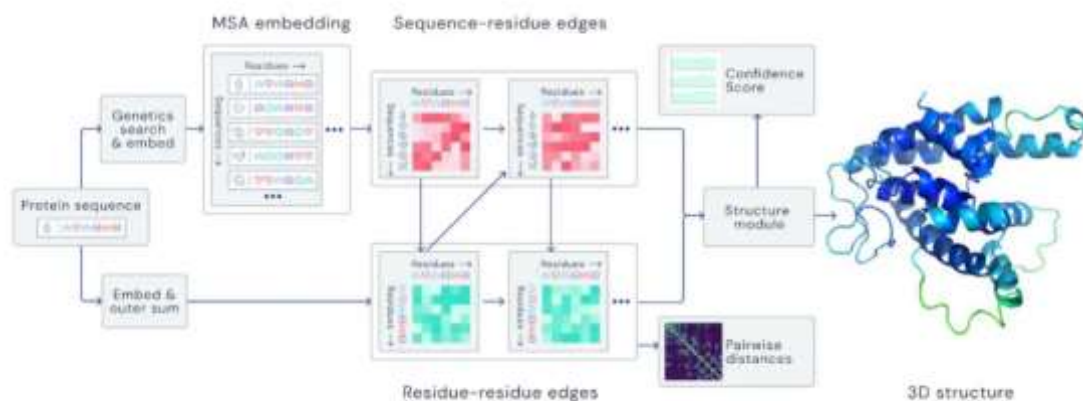 MSA embedding
Sequence-residue edges
Residues →
Sequences →
•••
Genetics
search
& embed
•••
Residues →
Sequences →
Residues →
Sequences →
•••
Confidence
Score
Protein sequence
Structure
module
Embed &
outer sum
Residues →
Residues →
Residues →
Residues →
•••
Pairwise
distances
Residue-residue edges
3D structure